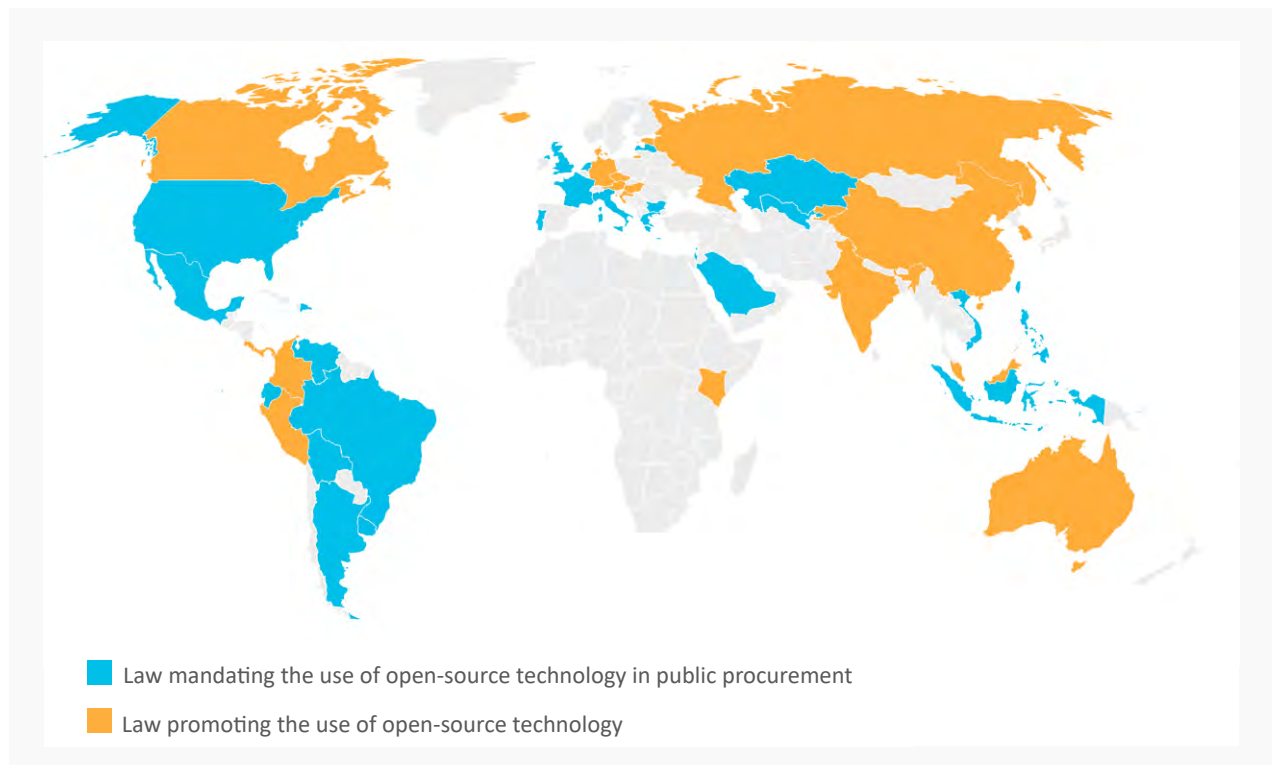 Law mandating the use of open-source technology in public procurement
Law promoting the use of open-source technology